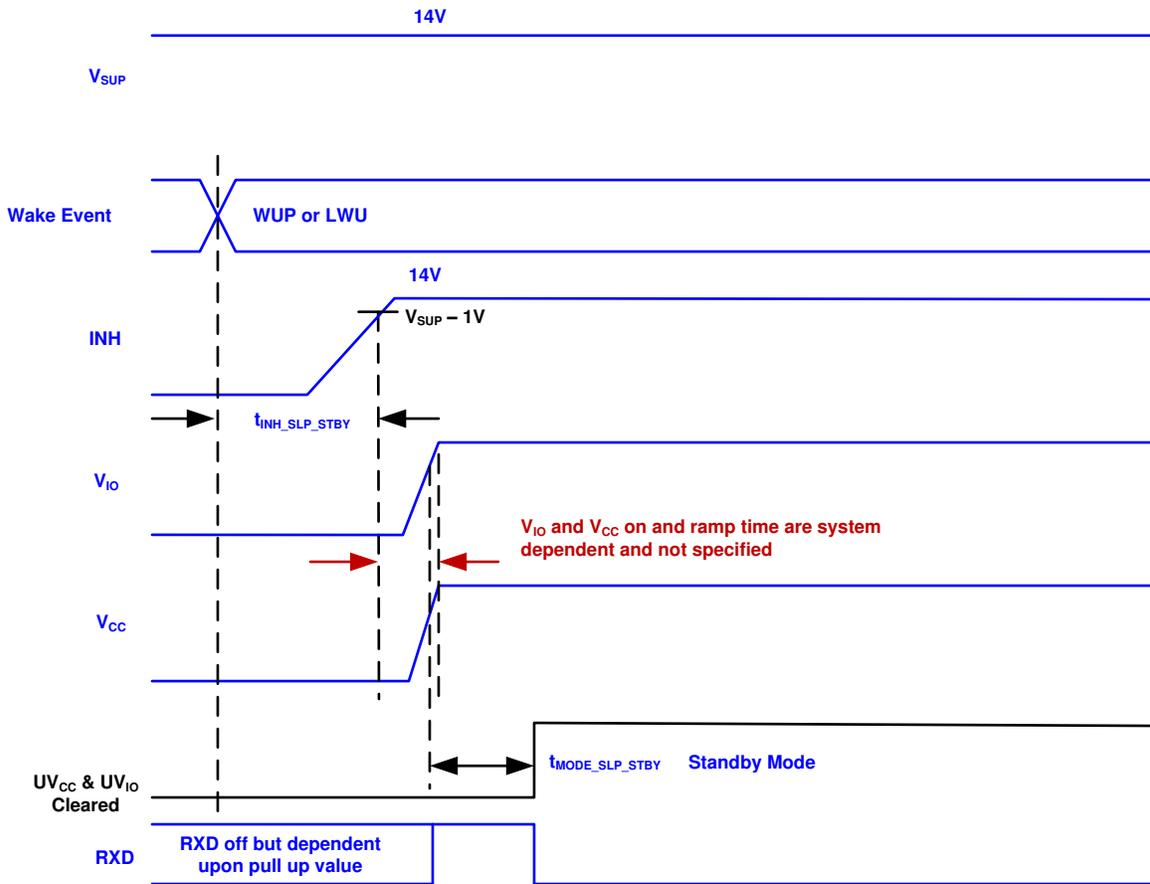 14V
VSUP
Wake Event
WUP or LWU
14V
VSUP – 1V
INH
tINH_SLP_STBY
VIO
VIO and VCC on and ramp time are system
dependent and not specified
VCC
tMODE_SLP_STBY
Standby Mode
UVCC & UVIO
Cleared
RXD off but dependent
upon pull up value
RXD